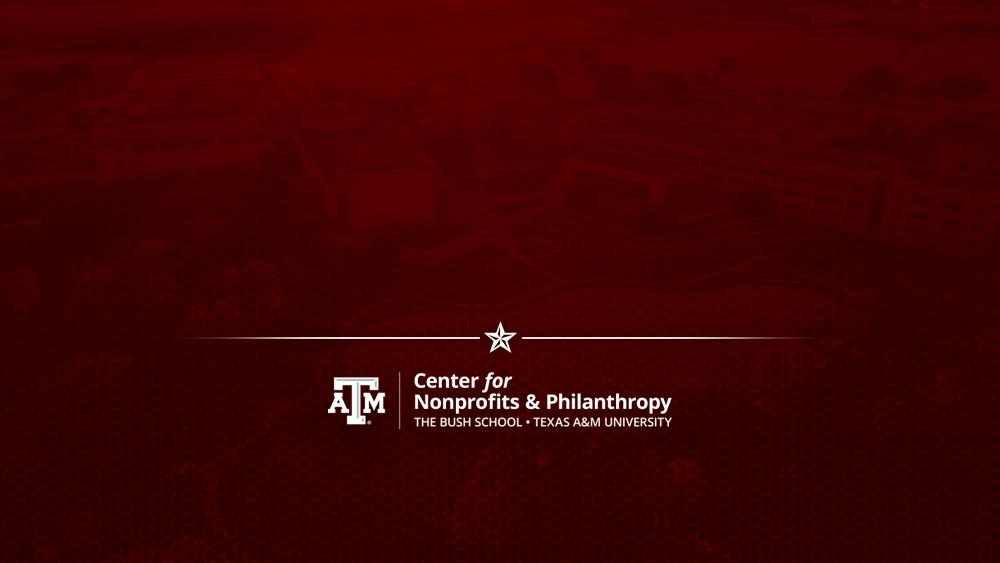 ATM
Center for
Nonprofits & Philanthropy
THE BUSH SCHOOL • TEXAS A&M UNIVERSITY